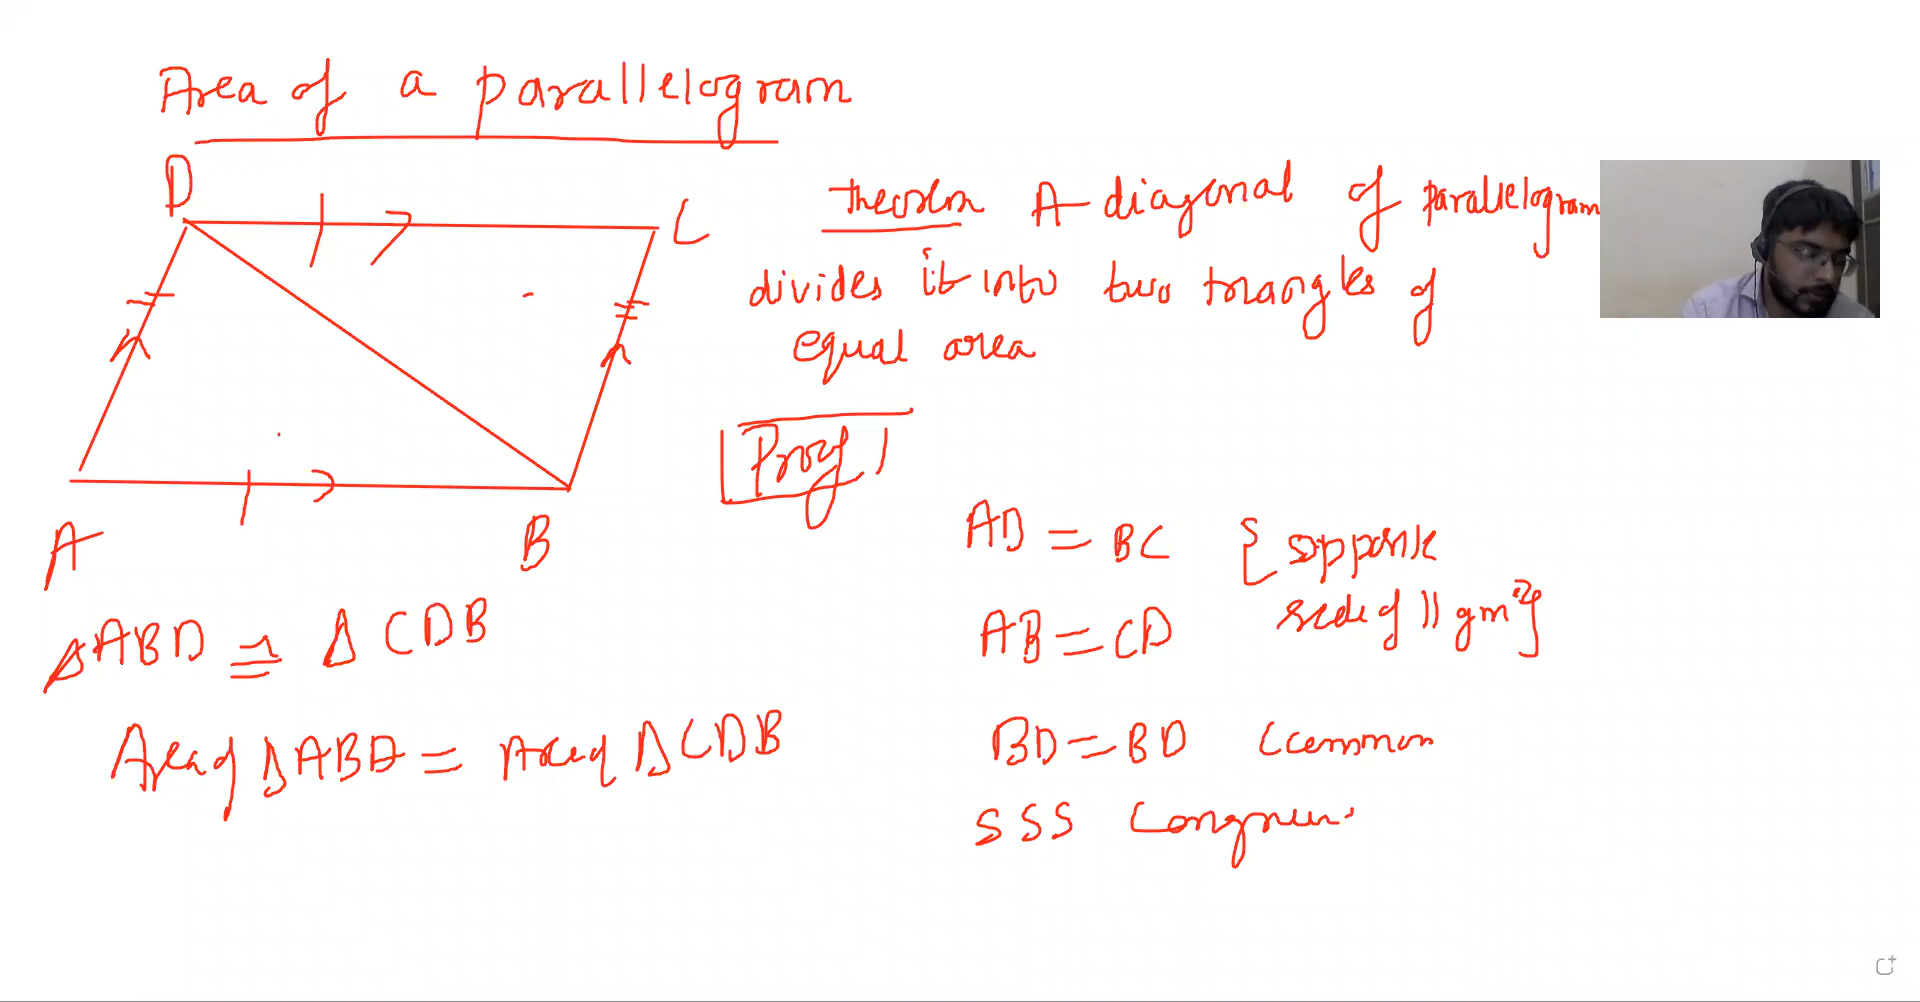 Area of a parallelogram
D
C
A
B
Theorem A diagonal of parallelogram
divides it into two triangles of
equal area
Proof
AD = BC [opposite
side of ||gm]
AB = CD
BD = BD (common
SSS
ΔABD ≅ Δ CDB
Area of ΔABD = Area of ΔCDB